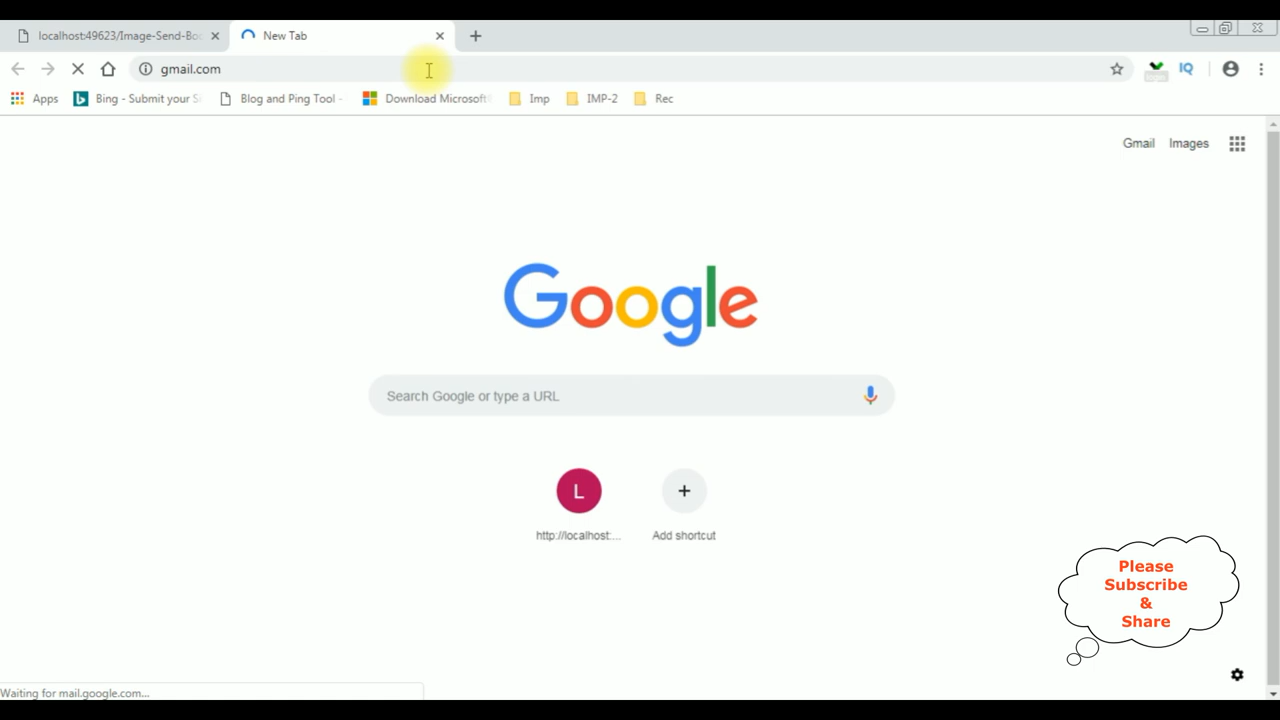 localhost:49623/Image-Send-Boo
New Tab
gmail.com
Apps
Bing - Submit your Si
Blog and Ping Tool -
Download Microsoft
Imp
IMP-2
Rec
Gmail
Images
Google
Search Google or type a URL
L
http://localhost:...
Add shortcut
Please
Subscribe
&
Share
Waiting for mail.google.com...